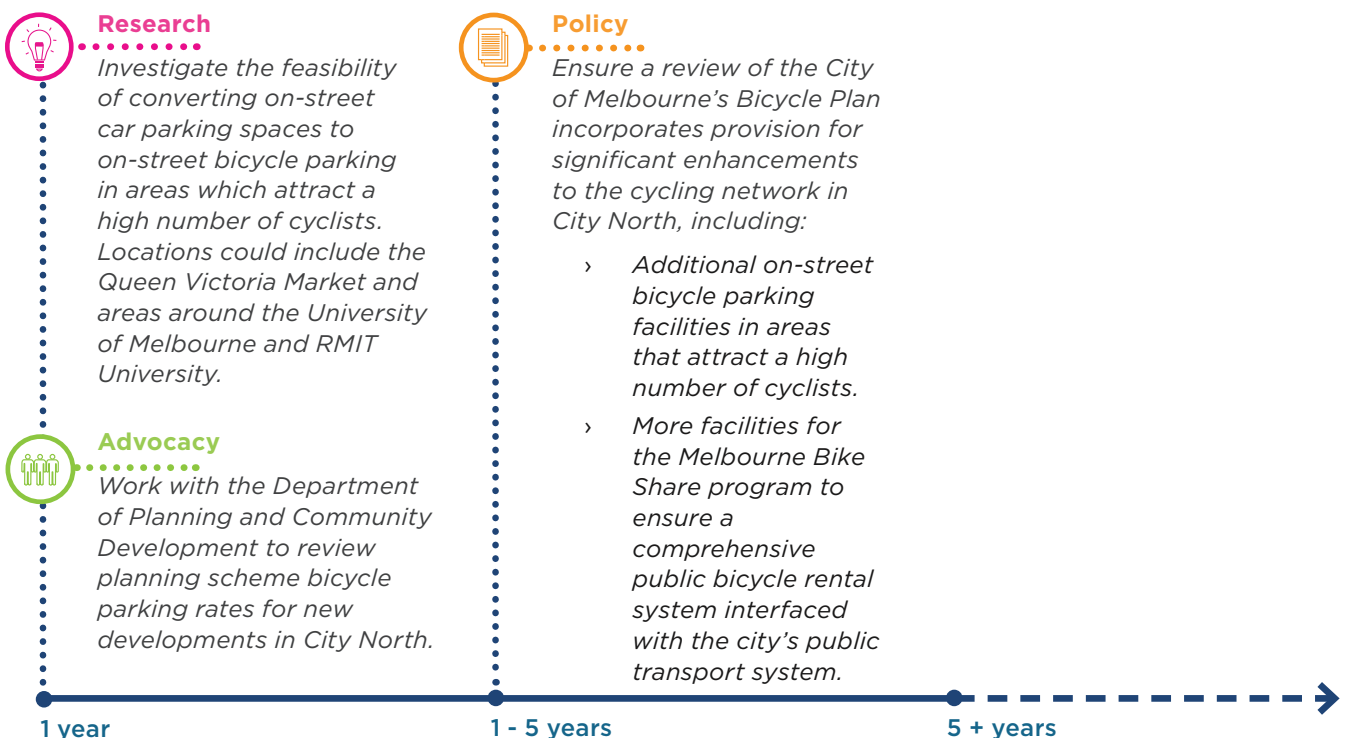 Research
Investigate the feasibility
of converting on-street
car parking spaces to
on-street bicycle parking
in areas which attract a
high number of cyclists.
Locations could include the
Queen Victoria Market and
areas around the University
of Melbourne and RMIT
University.
Advocacy
Work with the Department
of Planning and Community
Development to review
planning scheme bicycle
parking rates for new
developments in City North.
Policy
Ensure a review of the City
of Melbourne’s Bicycle Plan
incorporates provision for
significant enhancements
to the cycling network in
City North, including:
› Additional on-street
bicycle parking
facilities in areas
that attract a high
number of cyclists.
› More facilities for
the Melbourne Bike
Share program to
ensure a
comprehensive
public bicycle rental
system interfaced
with the city’s public
transport system.
1 year
1 - 5 years
5 + years